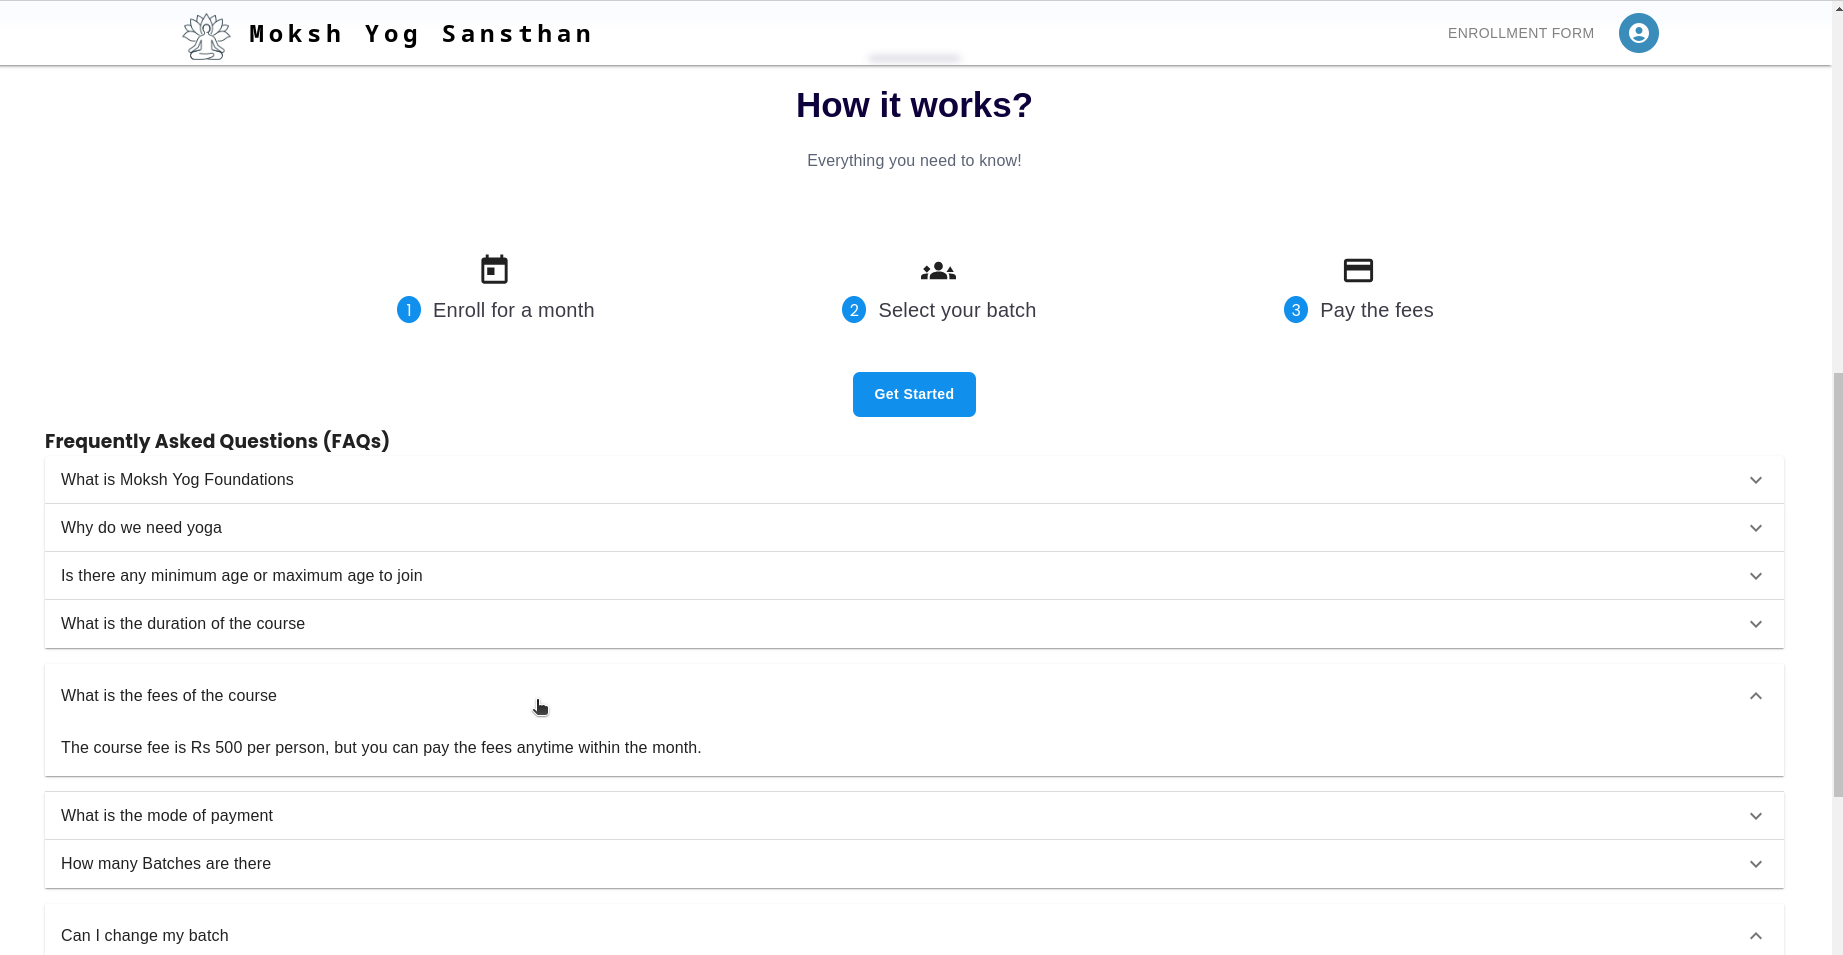 Moksh Yog Sansthan
ENROLLMENT FORM
How it works?
Everything you need to know!
1 Enroll for a month
2 Select your batch
3 Pay the fees
Get Started
Frequently Asked Questions (FAQs)
What is Moksh Yog Foundations
Why do we need yoga
Is there any minimum age or maximum age to join
What is the duration of the course
What is the fees of the course
The course fee is Rs 500 per person, but you can pay the fees anytime within the month.
What is the mode of payment
How many Batches are there
Can I change my batch